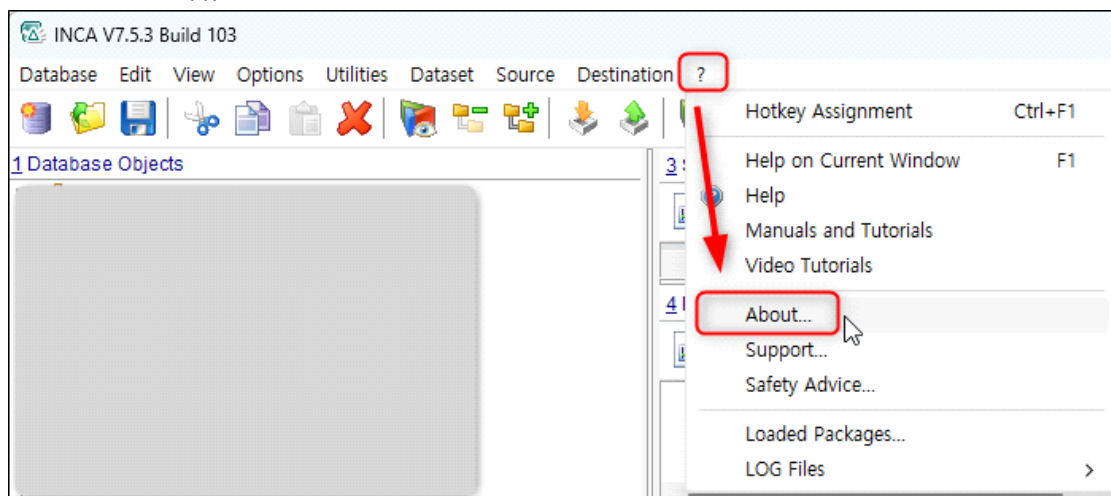 INCA V7.5.3 Build 103
Database Edit View Options Utilities Dataset Source Destination ?
Hotkey Assignment Ctrl+F1
1 Database Objects
3
Help on Current Window F1
Help
Manuals and Tutorials
Video Tutorials
4
About...
Support...
Safety Advice...
Loaded Packages...
LOG Files >